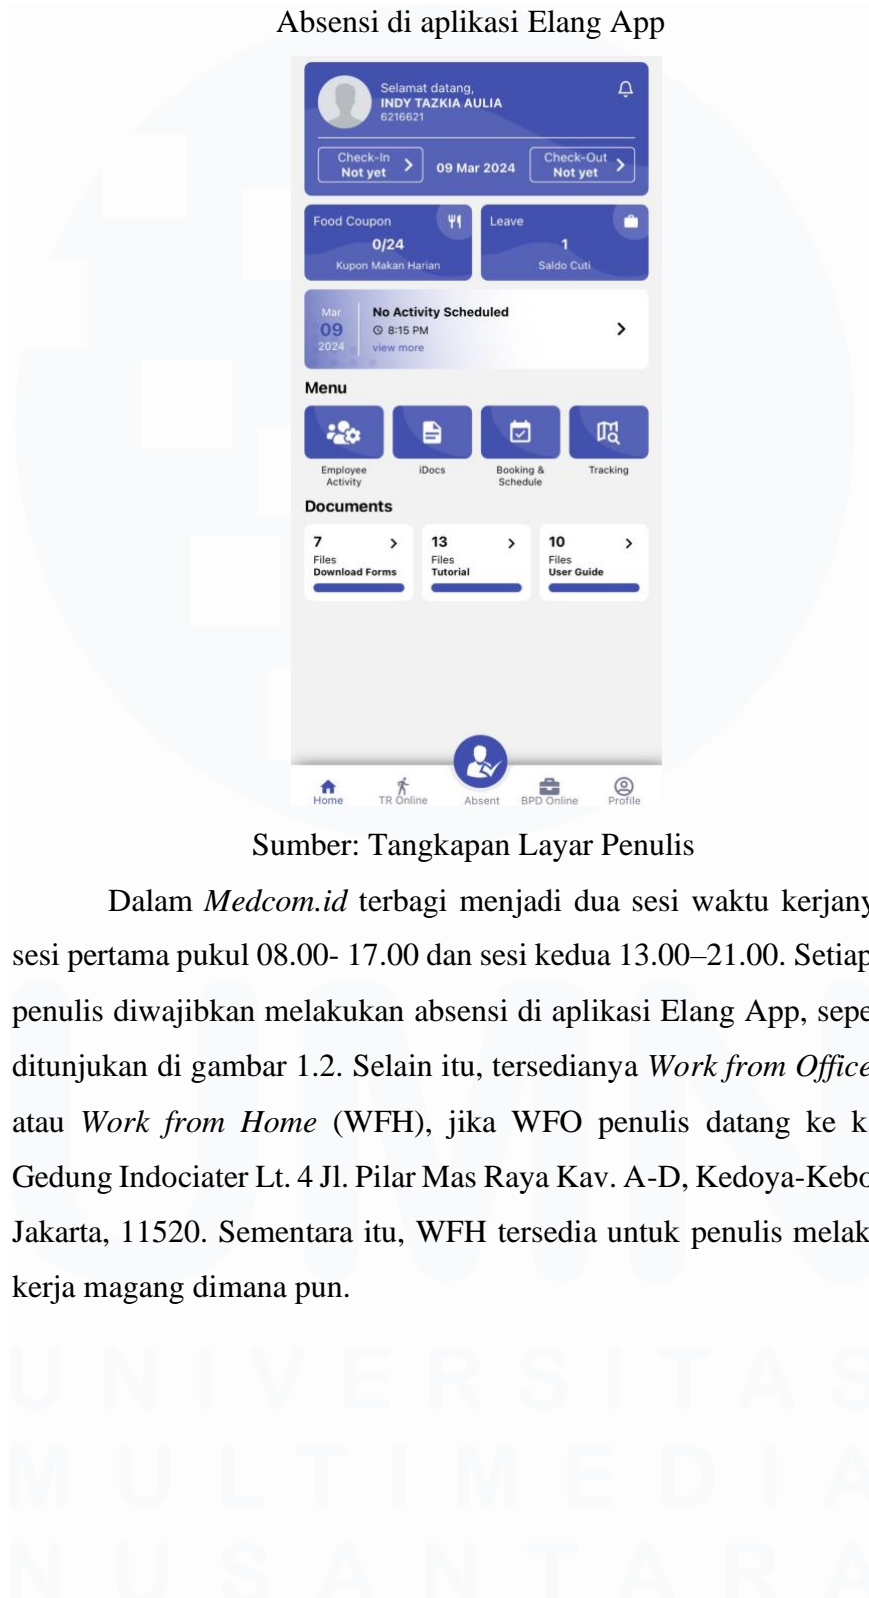 Absensi di aplikasi Elang App
Selamat datang,
INDY TAZKIA AULIA
6216621
Check-In
Not yet
09 Mar 2024
Check-Out
Not yet
Food Coupon
0/24
Kupon Makan Harian
Leave
1
Saldo Cuti
Mar
09
2024
No Activity Scheduled
8:15 PM
view more
Menu
Employee
Activity
iDocs
Booking &
Schedule
Tracking
Documents
7
Files
Download Forms
13
Files
Tutorial
10
Files
User Guide
Home
TR Online
Absent
BPD Online
Profile
Sumber: Tangkapan Layar Penulis
Dalam Medcom.id terbagi menjadi dua sesi waktu kerjany
sesi pertama pukul 08.00- 17.00 dan sesi kedua 13.00–21.00. Setiap
penulis diwajibkan melakukan absensi di aplikasi Elang App, sepe
ditunjukan di gambar 1.2. Selain itu, tersedianya Work from Office
atau Work from Home (WFH), jika WFO penulis datang ke k
Gedung Indociater Lt. 4 Jl. Pilar Mas Raya Kav. A-D, Kedoya-Kebo
Jakarta, 11520. Sementara itu, WFH tersedia untuk penulis melak
kerja magang dimana pun.
UMN
UNIVERSITAS
MULTIMEDIA
NUSANTARA